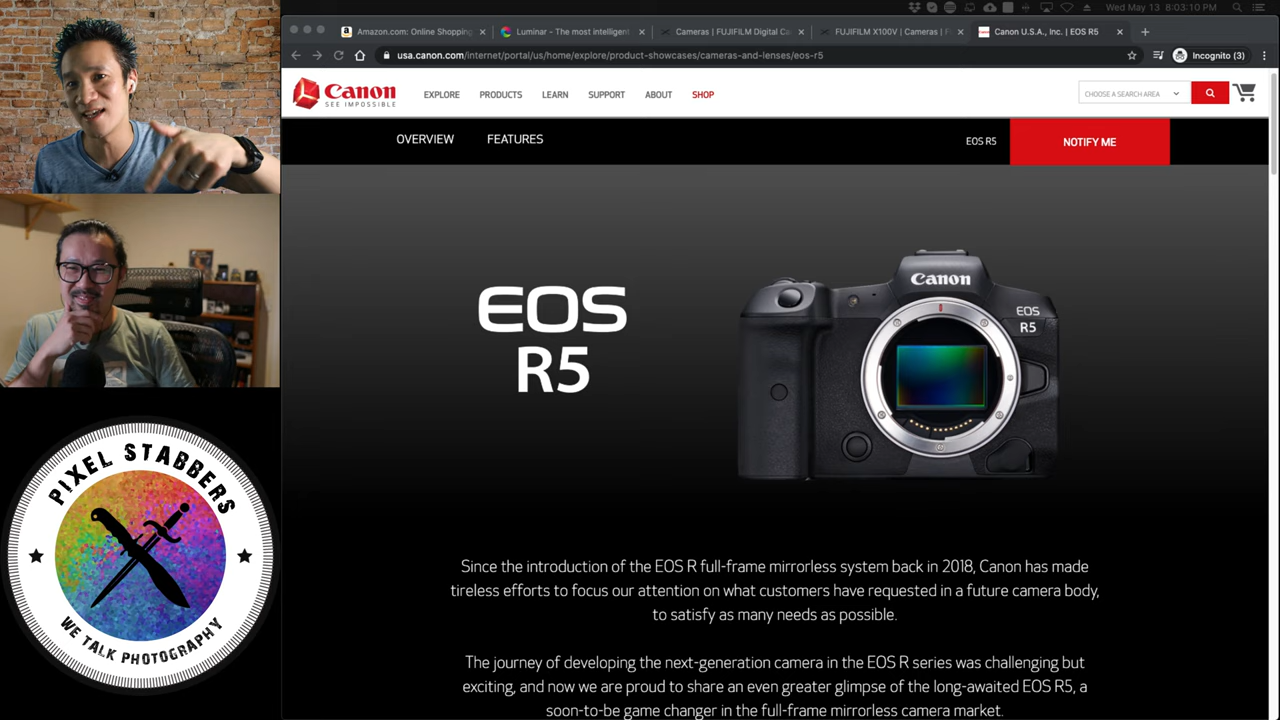 Wed May 13 8:03:10 PM
Amazon.com: Online Shopping
Luminar - The most intelligent
Cameras | FUJIFILM Digital Ca
FUJIFILM X100V | Cameras | F
Canon U.S.A., Inc. | EOS R5
usa.canon.com/internet/portal/us/home/explore/product-showcases/cameras-and-lenses/eos-r5
Incognito (3)
Canon
SEE IMPOSSIBLE
EXPLORE PRODUCTS LEARN SUPPORT ABOUT SHOP
CHOOSE A SEARCH AREA
OVERVIEW FEATURES
EOS R5
NOTIFY ME
EOS
R5
Canon
EOS
R5
Since the introduction of the EOS R full-frame mirrorless system back in 2018, Canon has made
tireless efforts to focus our attention on what customers have requested in a future camera body,
to satisfy as many needs as possible.
The journey of developing the next-generation camera in the EOS R series was challenging but
exciting, and now we are proud to share an even greater glimpse of the long-awaited EOS R5, a
soon-to-be game changer in the full-frame mirrorless camera market.
PIXEL STABBERS
WE TALK PHOTOGRAPHY